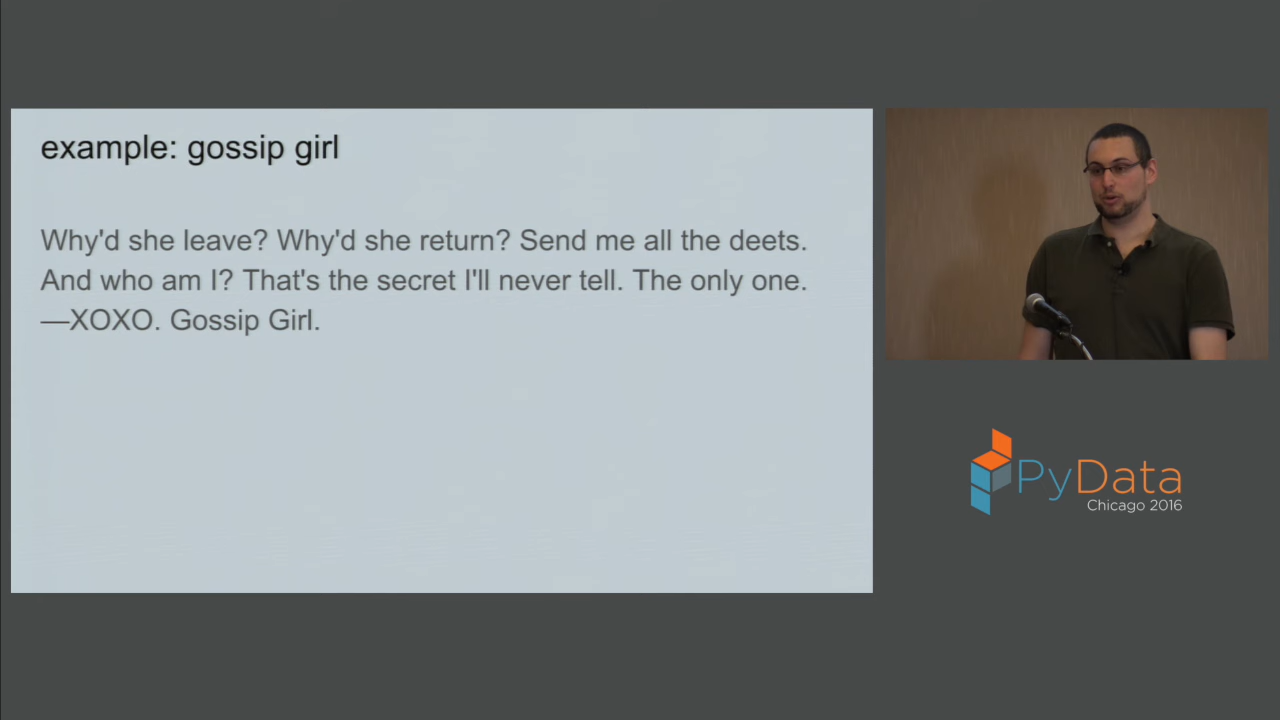 example: gossip girl
Why'd she leave? Why'd she return? Send me all the deets.
And who am I? That's the secret I'll never tell. The only one.
—XOXO. Gossip Girl.
PyData
Chicago 2016